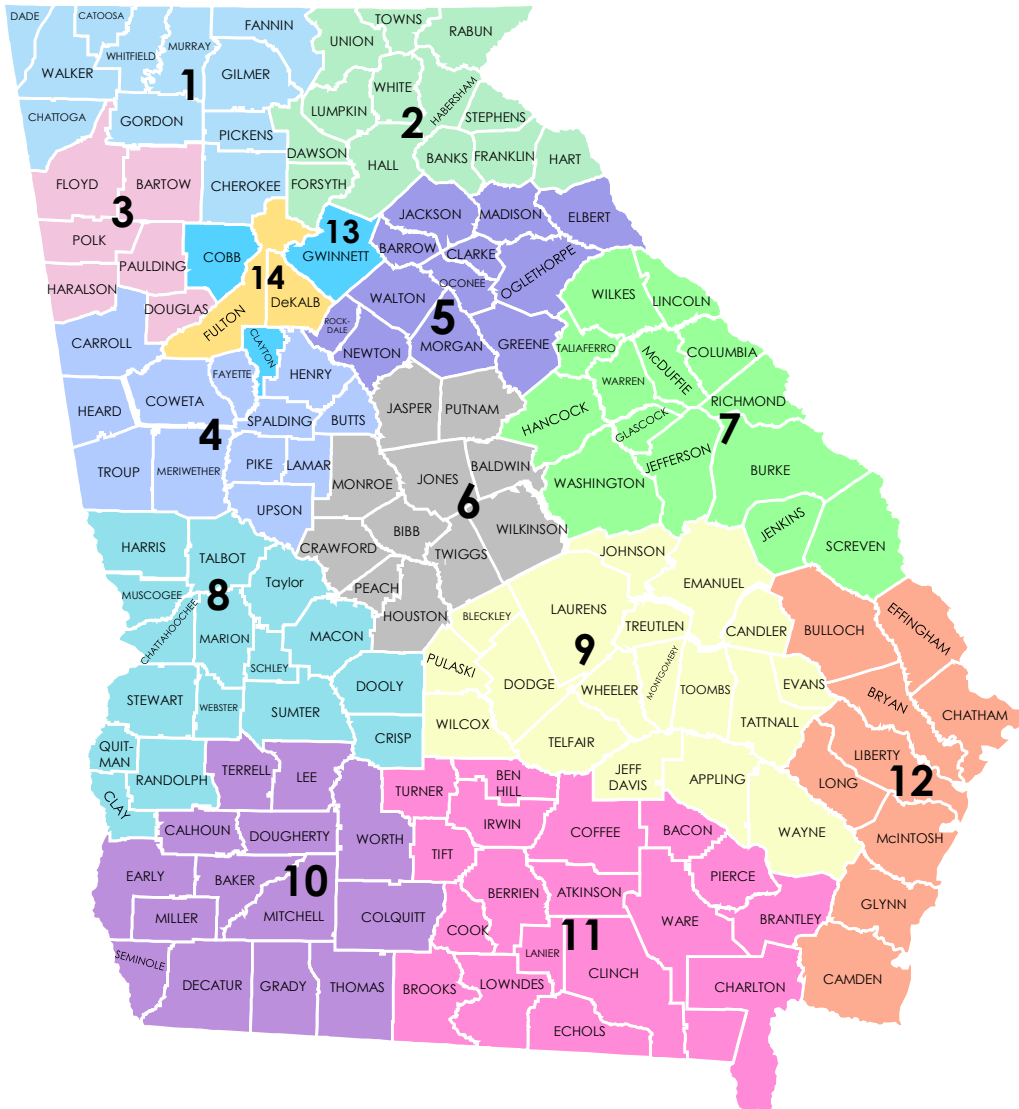 DADE
CATOOSA
WHITFIELD
MURRAY
FANNIN
WALKER
1
GILMER
CHATTOGA
GORDON
PICKENS
CHEROKEE
UNION
TOWNS
RABUN
WHITE
HABERSHAM
LUMPKIN
2
STEPHENS
DAWSON
HALL
BANKS
FRANKLIN
HART
FORSYTH
FLOYD
BARTOW
3
POLK
PAULDING
HARALSON
DOUGLAS
COBB
13
GWINNETT
14
DeKALB
FULTON
CLAYTON
JACKSON
MADISON
ELBERT
BARROW
CLARKE
OCONEE
OGLETHORPE
WALTON
5
ROCK-
DALE
NEWTON
MORGAN
GREENE
CARROLL
FAYETTE
HENRY
HEARD
COWETA
4
SPALDING
BUTTS
TROUP
MERIWETHER
PIKE
LAMAR
UPSON
JASPER
PUTNAM
MONROE
JONES
BALDWIN
6
BIBB
WILKINSON
CRAWFORD
TWIGGS
PEACH
HOUSTON
WILKES
LINCOLN
TALIAFERRO
McDUFFIE
COLUMBIA
WARREN
RICHMOND
HANCOCK
GLASCOCK
7
JEFFERSON
WASHINGTON
BURKE
JENKINS
SCREVEN
HARRIS
TALBOT
Taylor
MUSCOGEE
8
CHATTAHOOCHEE
MARION
MACON
SCHLEY
STEWART
WEBSTER
SUMTER
DOOLY
CRISP
QUIT-
MAN
RANDOLPH
CLAY
JOHNSON
EMANUEL
BLECKLEY
LAURENS
TREUTLEN
CANDLER
PULASKI
9
DODGE
WHEELER
MONTGOMERY
TOOMBS
EVANS
TATTNALL
WILCOX
TELFAIR
JEFF
DAVIS
APPLING
WAYNE
TERRELL
LEE
CALHOUN
DOUGHERTY
WORTH
EARLY
BAKER
10
MILLER
MITCHELL
COLQUITT
SEMINOLE
DECATUR
GRADY
THOMAS
TURNER
BEN
HILL
IRWIN
COFFEE
BACON
TIFT
BERRIEN
ATKINSON
PIERCE
COOK
11
WARE
BRANTLEY
LANIER
CLINCH
BROOKS
LOWNDES
CHARLTON
ECHOLS
BULLOCH
EFFINGHAM
BRYAN
CHATHAM
LIBERTY
LONG
12
McINTOSH
GLYNN
CAMDEN